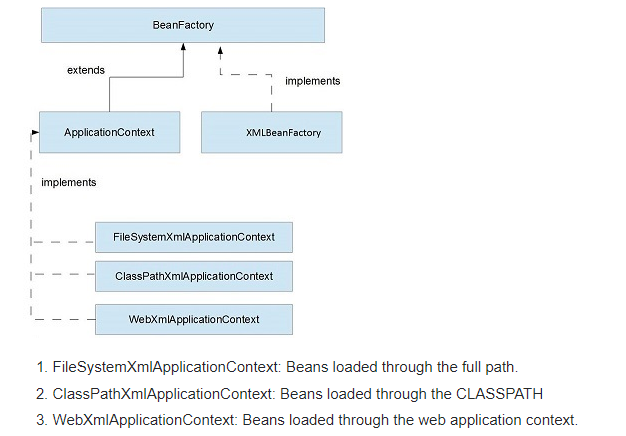 BeanFactory
extends
implements
ApplicationContext
XMLBeanFactory
implements
FileSystemXmlApplicationContext
ClassPathXmlApplicationContext
WebXmlApplicationContext
1. FileSystemXmlApplicationContext: Beans loaded through the full path.
2. ClassPathXmlApplicationContext: Beans loaded through the CLASSPATH
3. WebXmlApplicationContext: Beans loaded through the web application context.